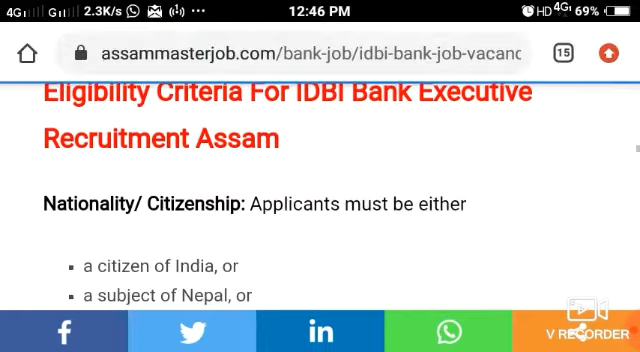 4G G 2.3K/s 12:46 PM HD 4G 69%
assammasterjob.com/bank-job/idbi-bank-job-vacanc 15
Eligibility Criteria For IDBI Bank Executive
Recruitment Assam
Nationality/ Citizenship: Applicants must be either
▪ a citizen of India, or
▪ a subject of Nepal, or
f in V RECORDER